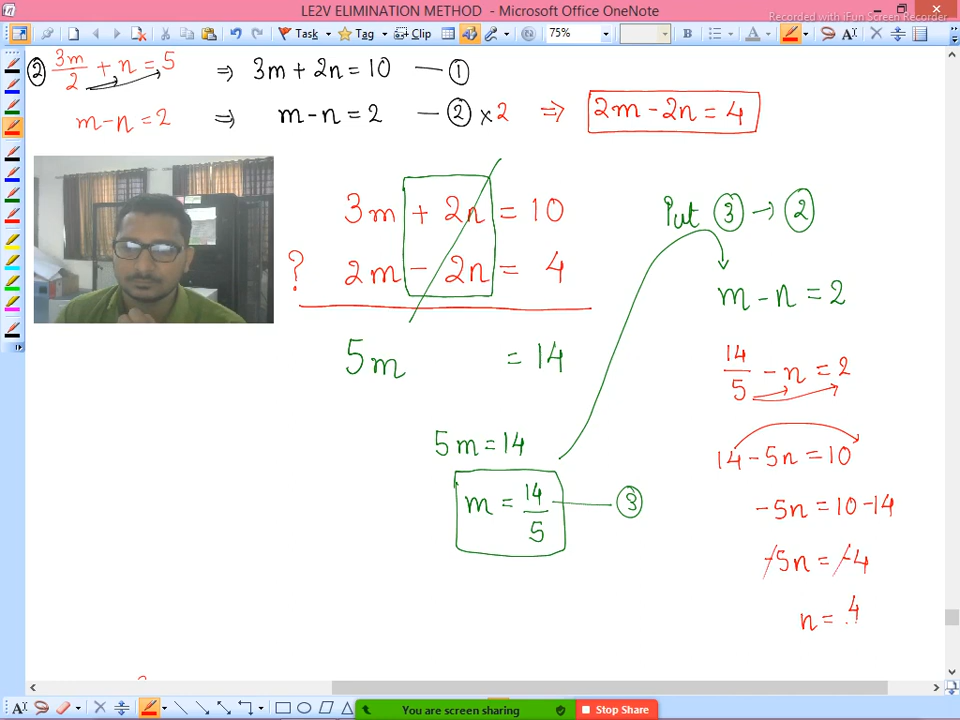 LE2V ELIMINATION METHOD - Microsoft Office OneNote
Recorded with iFun Screen Recorder
Task Tag Clip 75% B A
② 3m/2 + n = 5 ⇒ 3m + 2n = 10 — ①
m - n = 2 ⇒ m - n = 2 — ② × 2 ⇒ 2m - 2n = 4
3m + 2n = 10
? 2m - 2n = 4
5m = 14
5m = 14
m = 14/5 — ③
Put ③ → ②
m - n = 2
14/5 - n = 2
14 - 5n = 10
-5n = 10 - 14
-5n = -4
n = 4
You are screen sharing
Stop Share